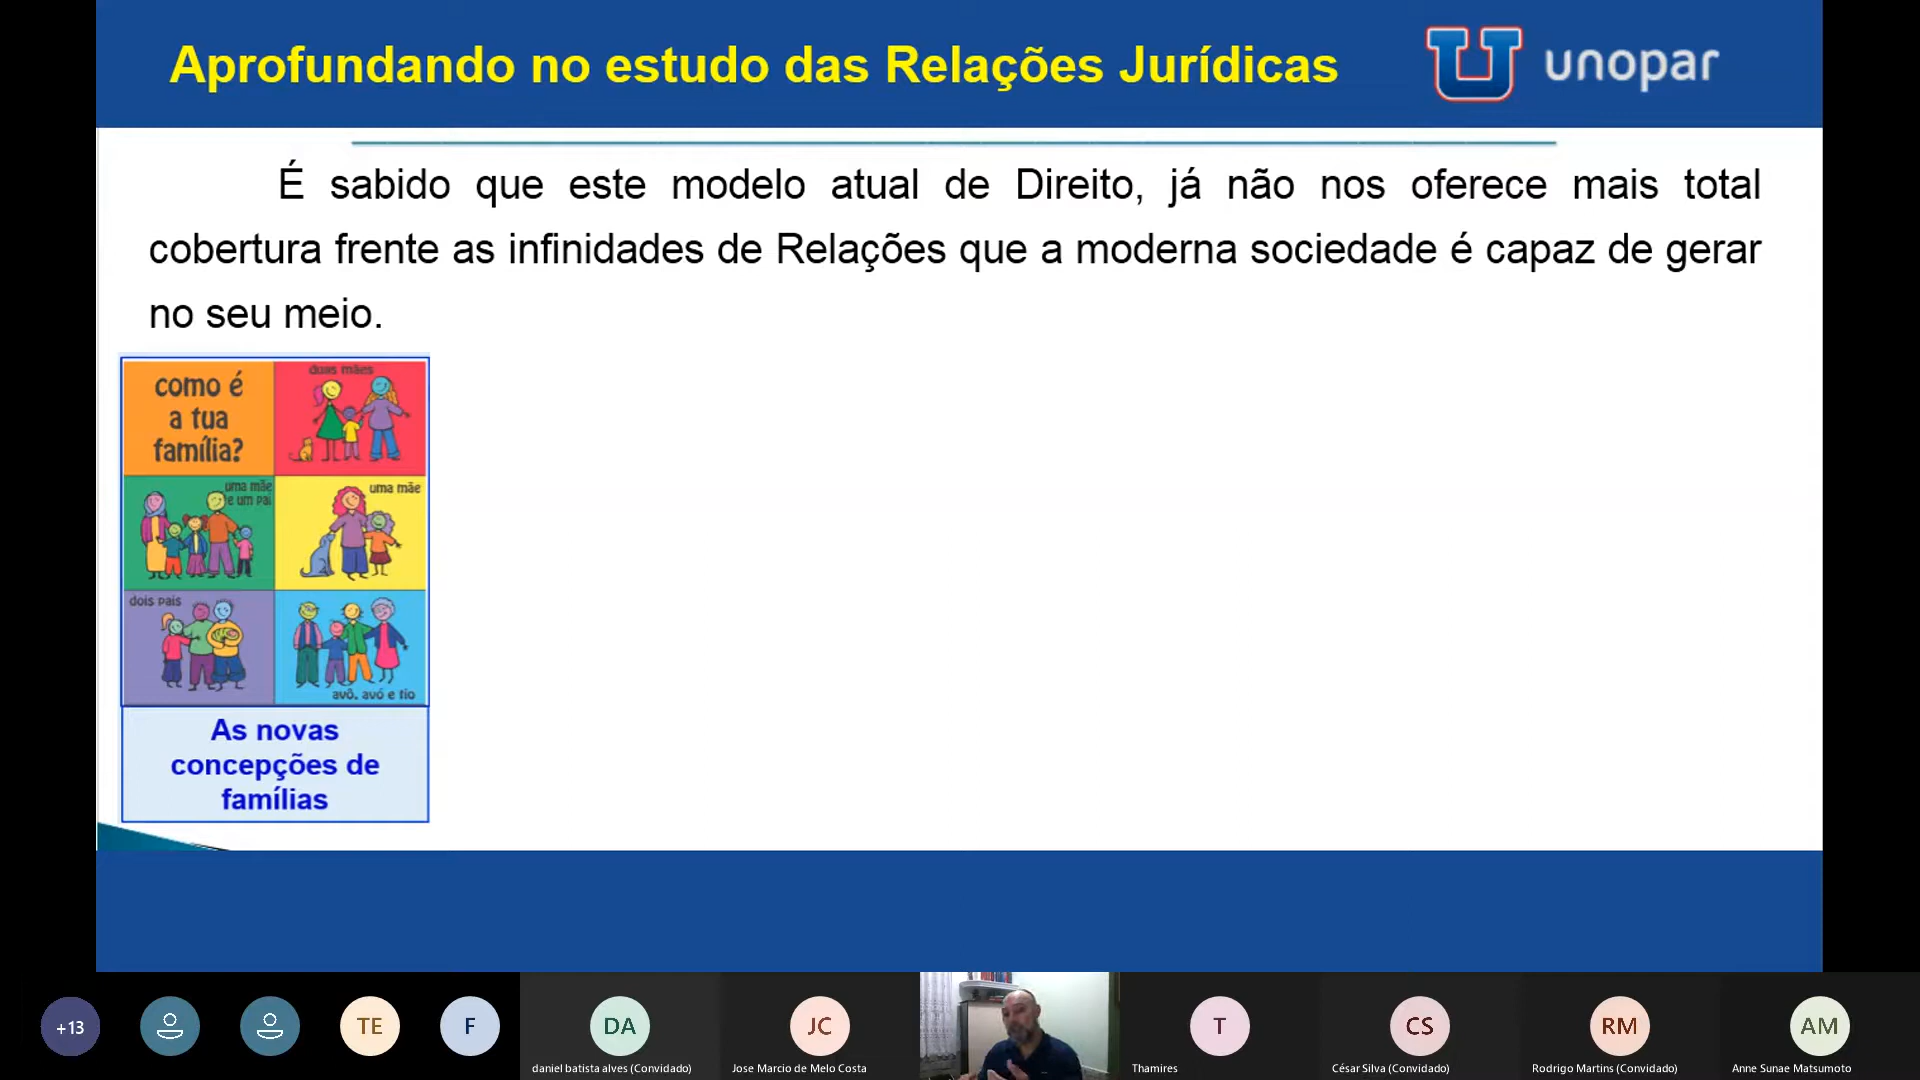 Aprofundando no estudo das Relações Jurídicas
unopar
É sabido que este modelo atual de Direito, já não nos oferece mais total
cobertura frente as infinidades de Relações que a moderna sociedade é capaz de gerar
no seu meio.
como é
a tua
família?
duas mães
uma mãe
e um pai
uma mãe
dois pais
avô, avó e tio
As novas
concepções de
famílias
+13
TE
F
DA
JC
T
CS
RM
AM
daniel batista alves (Convidado)
Jose Marcio de Melo Costa
Thamires
César Silva (Convidado)
Rodrigo Martins (Convidado)
Anne Sunae Matsumoto